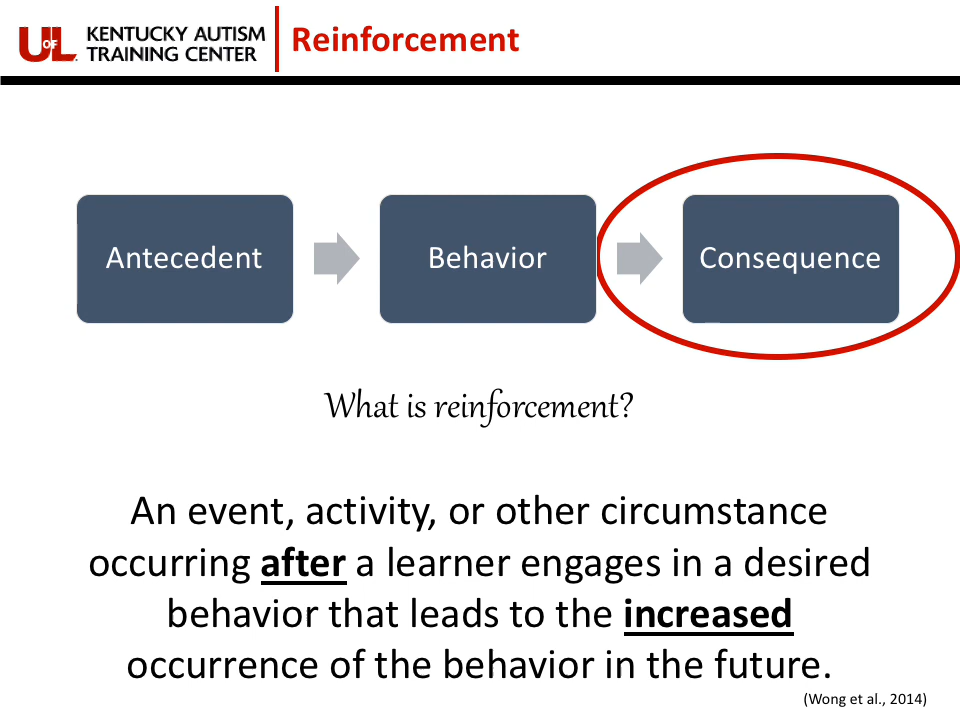 UofL KENTUCKY AUTISM
TRAINING CENTER
Reinforcement
Antecedent
Behavior
Consequence
What is reinforcement?
An event, activity, or other circumstance
occurring after a learner engages in a desired
behavior that leads to the increased
occurrence of the behavior in the future.
(Wong et al., 2014)